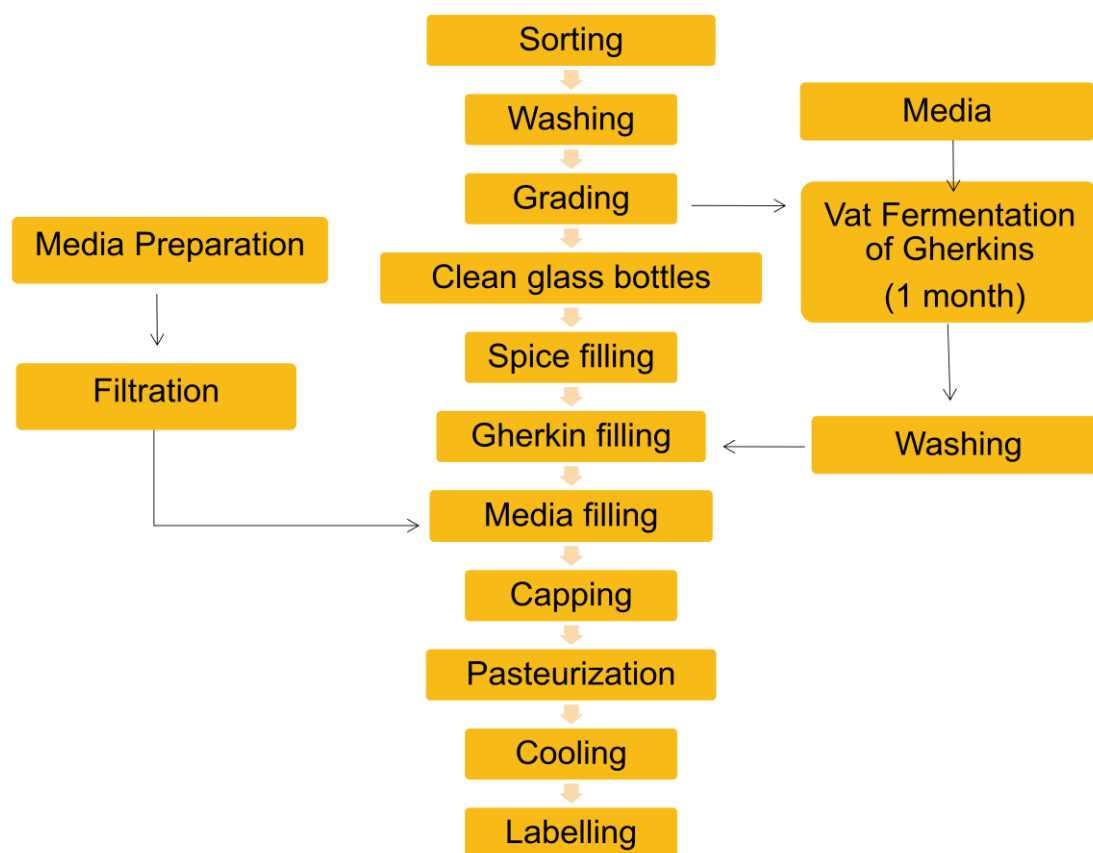 Sorting
Washing
Media
Grading
Vat Fermentation
of Gherkins
(1 month)
Media Preparation
Clean glass bottles
Spice filling
Filtration
Gherkin filling
Washing
Media filling
Capping
Pasteurization
Cooling
Labelling